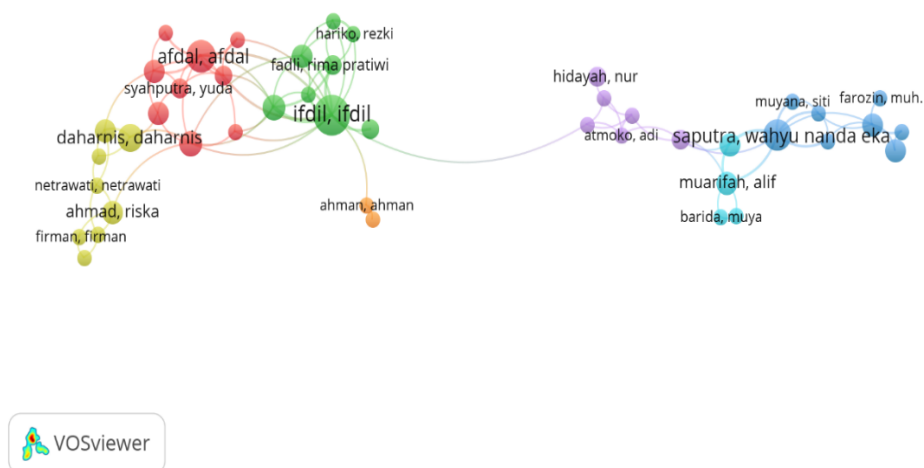 hariko, rezki
afdal, afdal
fadli, rima pratiwi
syahputra, yuda
ifdil, ifdil
daharnis, daharnis
netrawati, netrawati
ahmad, riska
firman, firman
ahman, ahman
hidayah, nur
atmoko, adi
muyana, siti
farozin, muh.
saputra, wahyu nanda eka
muarifah, alif
barida, muya
VOSviewer